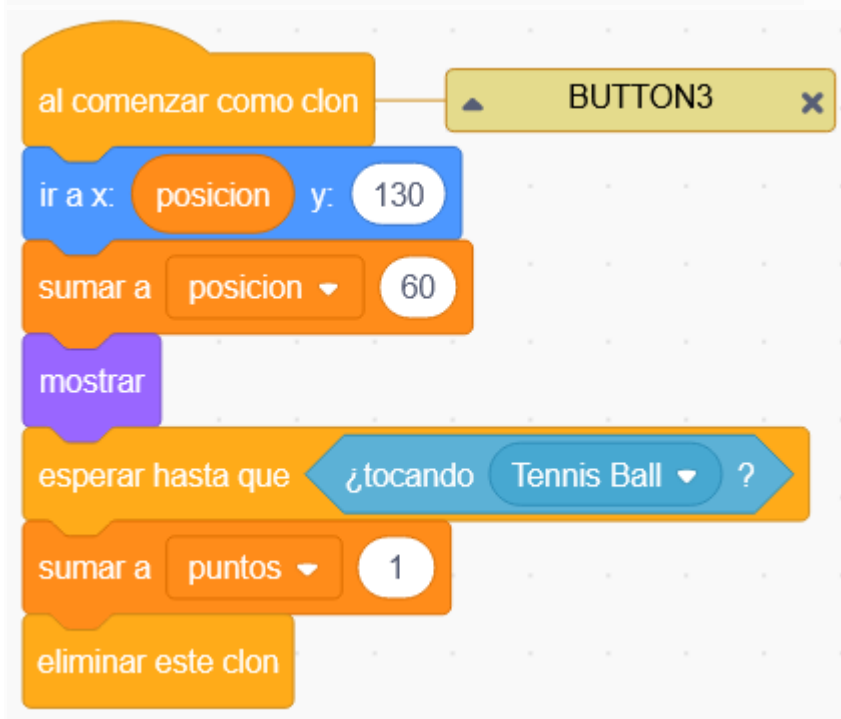 al comenzar como clon BUTTON3
ir a x: posicion y: 130
sumar a posicion 60
mostrar
esperar hasta que ¿tocando Tennis Ball ?
sumar a puntos 1
eliminar este clon